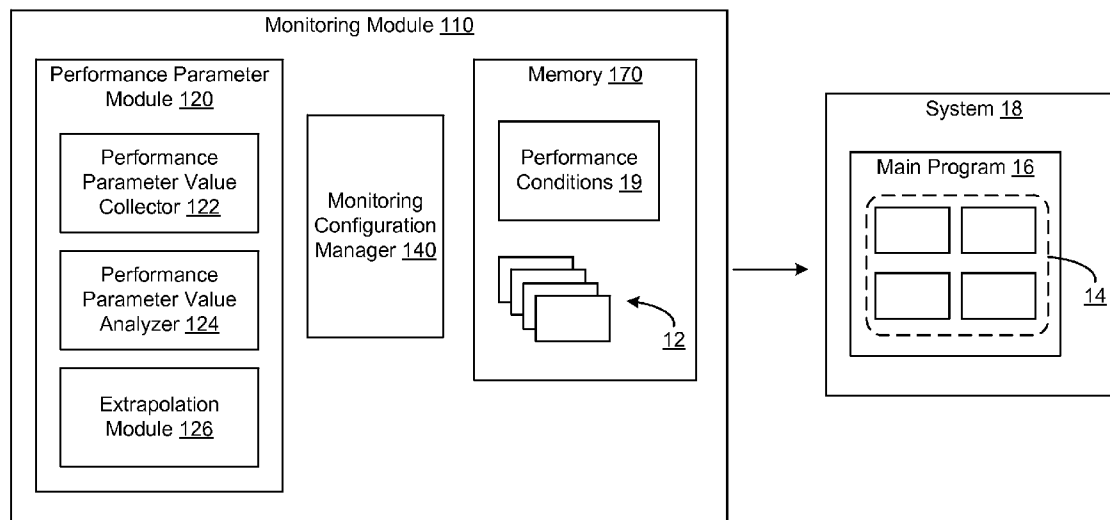 Monitoring Module 110
Performance Parameter
Module 120
Performance
Parameter Value
Collector 122
Performance
Parameter Value
Analyzer 124
Extrapolation
Module 126
Monitoring
Configuration
Manager 140
Memory 170
Performance
Conditions 19
12
System 18
Main Program 16
14